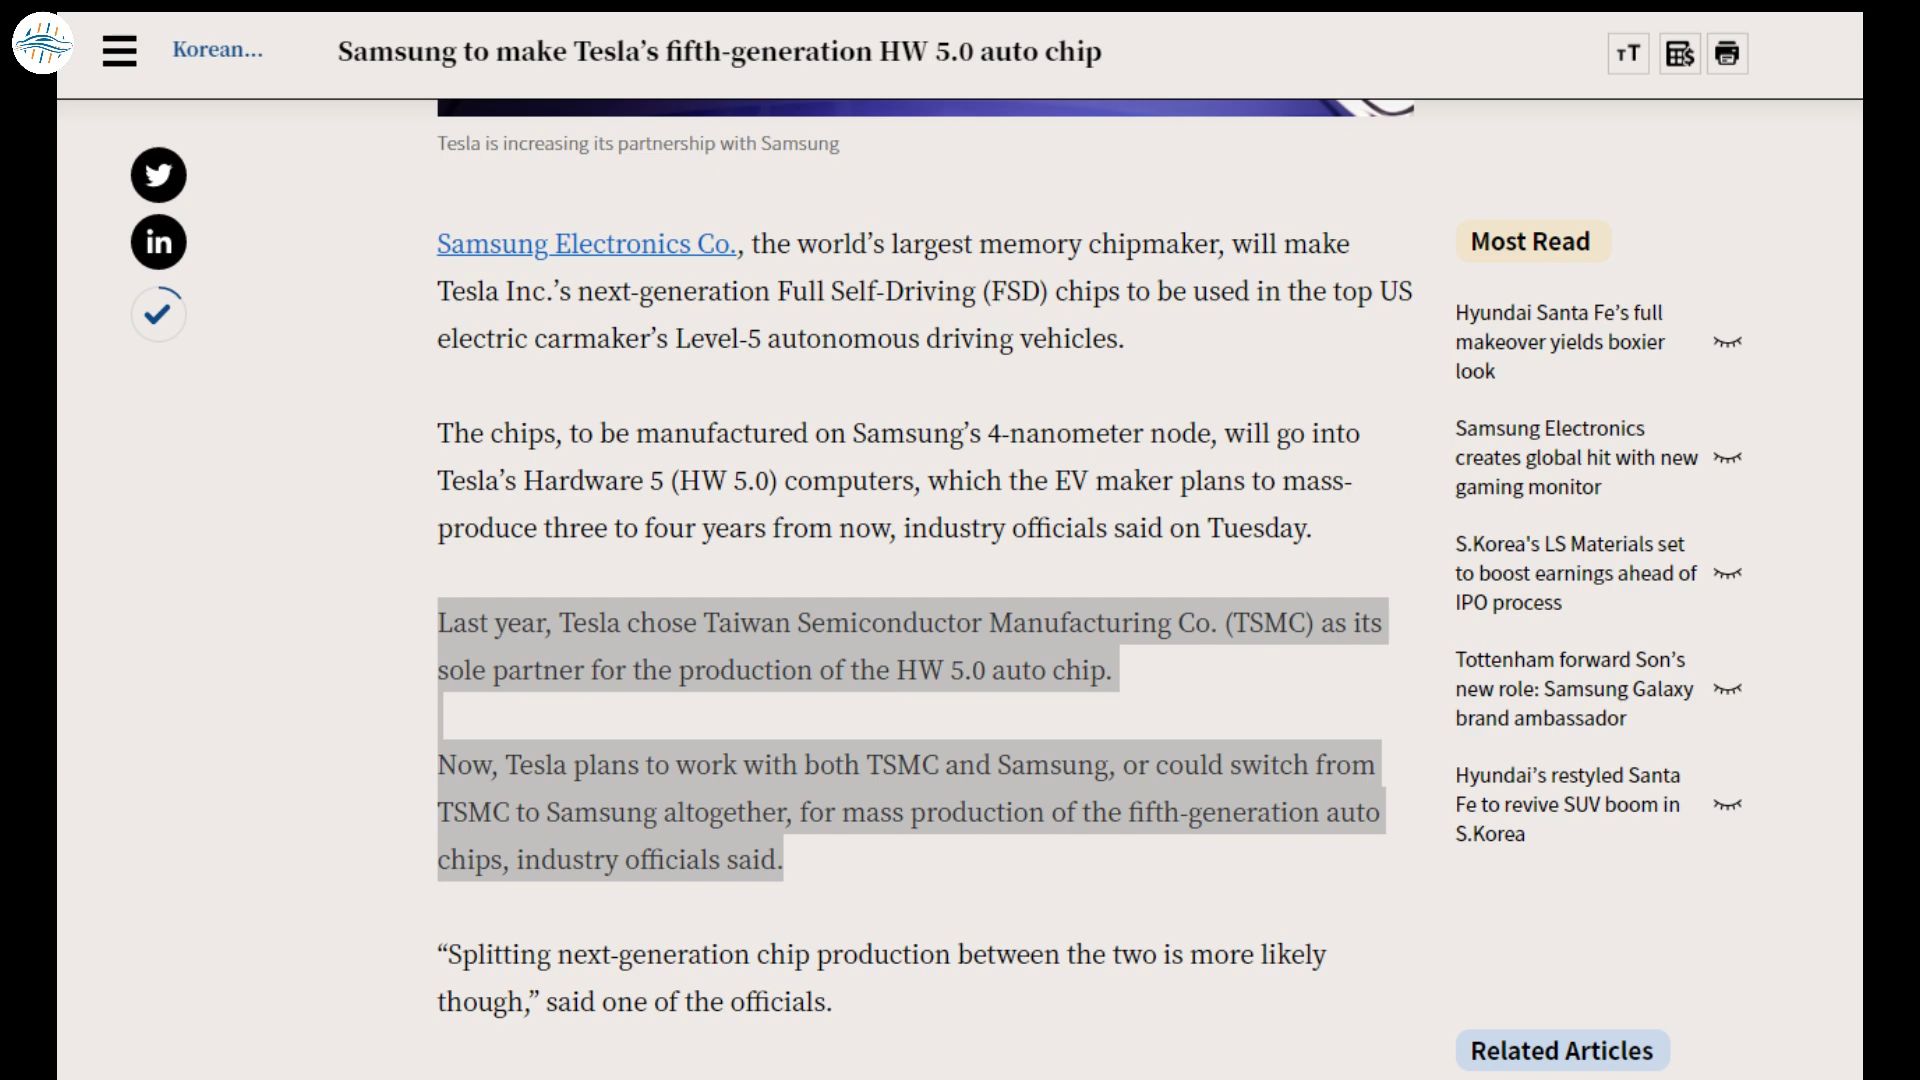 Korean...
Samsung to make Tesla’s fifth-generation HW 5.0 auto chip
TT
Tesla is increasing its partnership with Samsung
in
Samsung Electronics Co., the world’s largest memory chipmaker, will make
Tesla Inc.’s next-generation Full Self-Driving (FSD) chips to be used in the top US
electric carmaker’s Level-5 autonomous driving vehicles.
The chips, to be manufactured on Samsung’s 4-nanometer node, will go into
Tesla’s Hardware 5 (HW 5.0) computers, which the EV maker plans to mass-
produce three to four years from now, industry officials said on Tuesday.
Last year, Tesla chose Taiwan Semiconductor Manufacturing Co. (TSMC) as its
sole partner for the production of the HW 5.0 auto chip.
Now, Tesla plans to work with both TSMC and Samsung, or could switch from
TSMC to Samsung altogether, for mass production of the fifth-generation auto
chips, industry officials said.
“Splitting next-generation chip production between the two is more likely
though,” said one of the officials.
Most Read
Hyundai Santa Fe’s full
makeover yields boxier
look
Samsung Electronics
creates global hit with new
gaming monitor
S.Korea's LS Materials set
to boost earnings ahead of
IPO process
Tottenham forward Son’s
new role: Samsung Galaxy
brand ambassador
Hyundai’s restyled Santa
Fe to revive SUV boom in
S.Korea
Related Articles